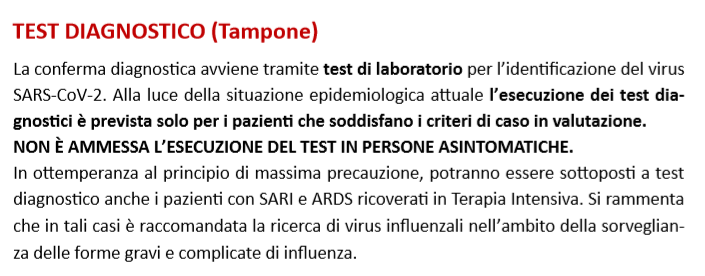 TEST DIAGNOSTICO (Tampone)
La conferma diagnostica avviene tramite test di laboratorio per l’identificazione del virus
SARS-CoV-2. Alla luce della situazione epidemiologica attuale l’esecuzione dei test dia-
gnostici è prevista solo per i pazienti che soddisfano i criteri di caso in valutazione.
NON È AMMESSA L’ESECUZIONE DEL TEST IN PERSONE ASINTOMATICHE.
In ottemperanza al principio di massima precauzione, potranno essere sottoposti a test
diagnostico anche i pazienti con SARI e ARDS ricoverati in Terapia Intensiva. Si rammenta
che in tali casi è raccomandata la ricerca di virus influenzali nell’ambito della sorveglian-
za delle forme gravi e complicate di influenza.